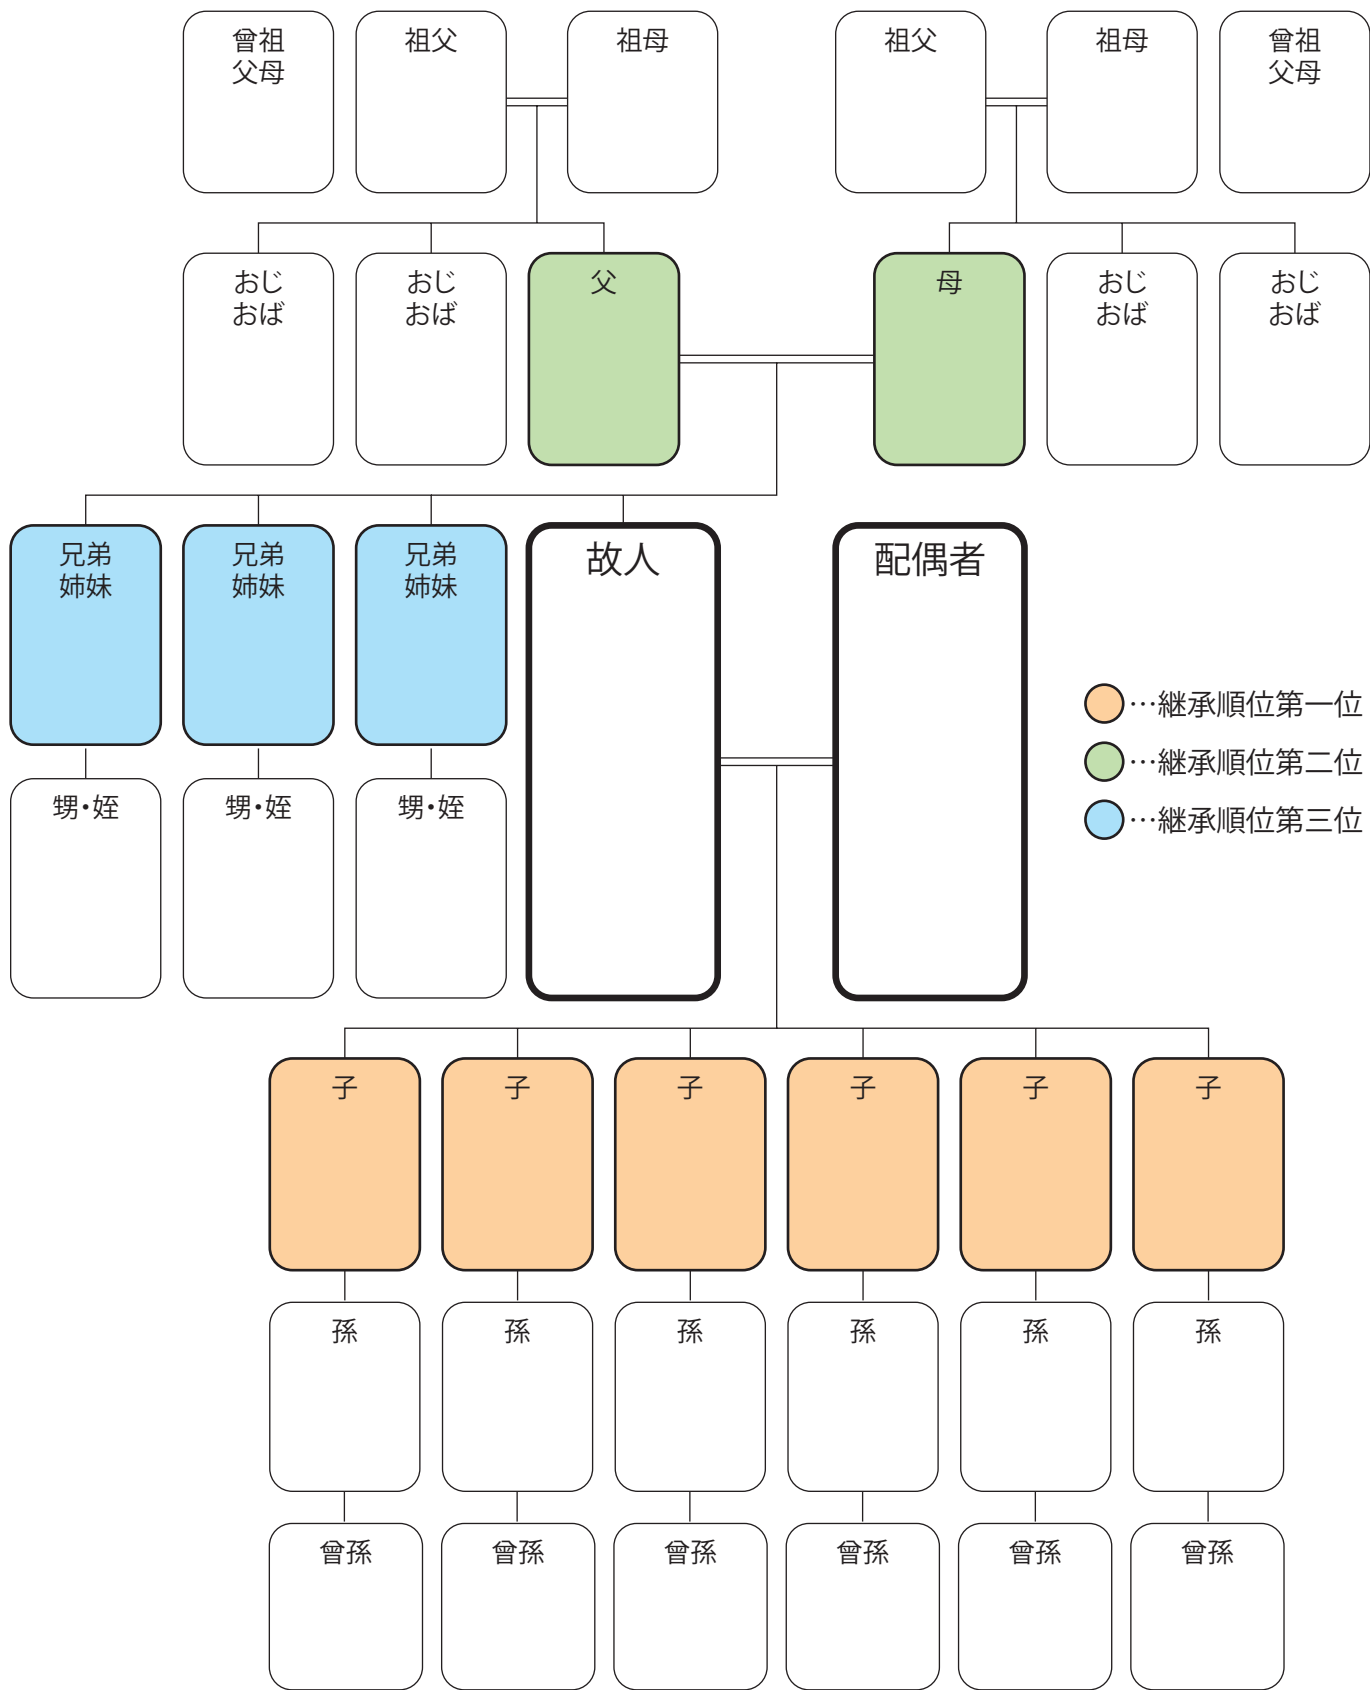 曾祖
父母
祖父
祖母
祖父
祖母
曾祖
父母
おじ
おば
おじ
おば
父
母
おじ
おば
おじ
おば
兄弟
姉妹
兄弟
姉妹
兄弟
姉妹
故人
配偶者
…継承順位第一位
…継承順位第二位
…継承順位第三位
甥・姪
甥・姪
甥・姪
子
子
子
子
子
子
孫
孫
孫
孫
孫
孫
曾孫
曾孫
曾孫
曾孫
曾孫
曾孫